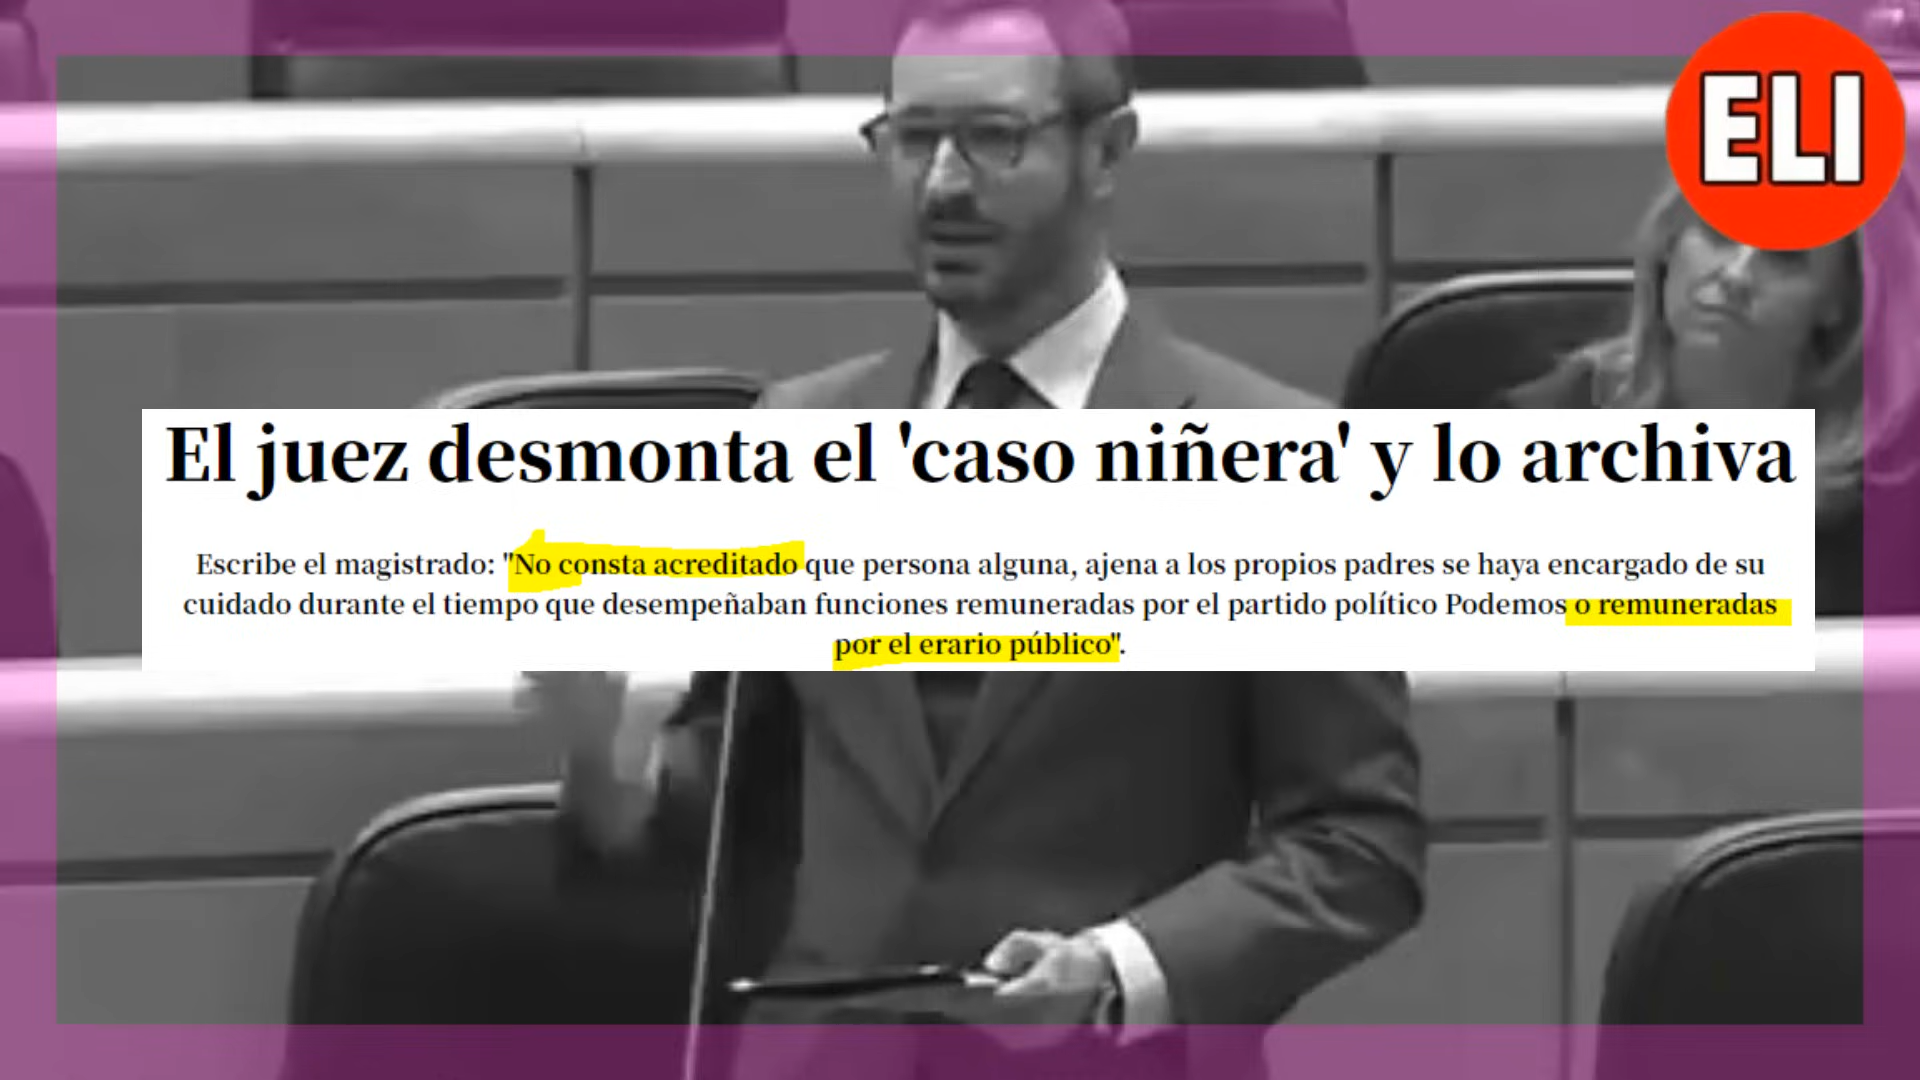 ELI
El juez desmonta el 'caso niñera' y lo archiva
Escribe el magistrado: "No consta acreditado que persona alguna, ajena a los propios padres se haya encargado de su
cuidado durante el tiempo que desempeñaban funciones remuneradas por el partido político Podemos o remuneradas
por el erario público".